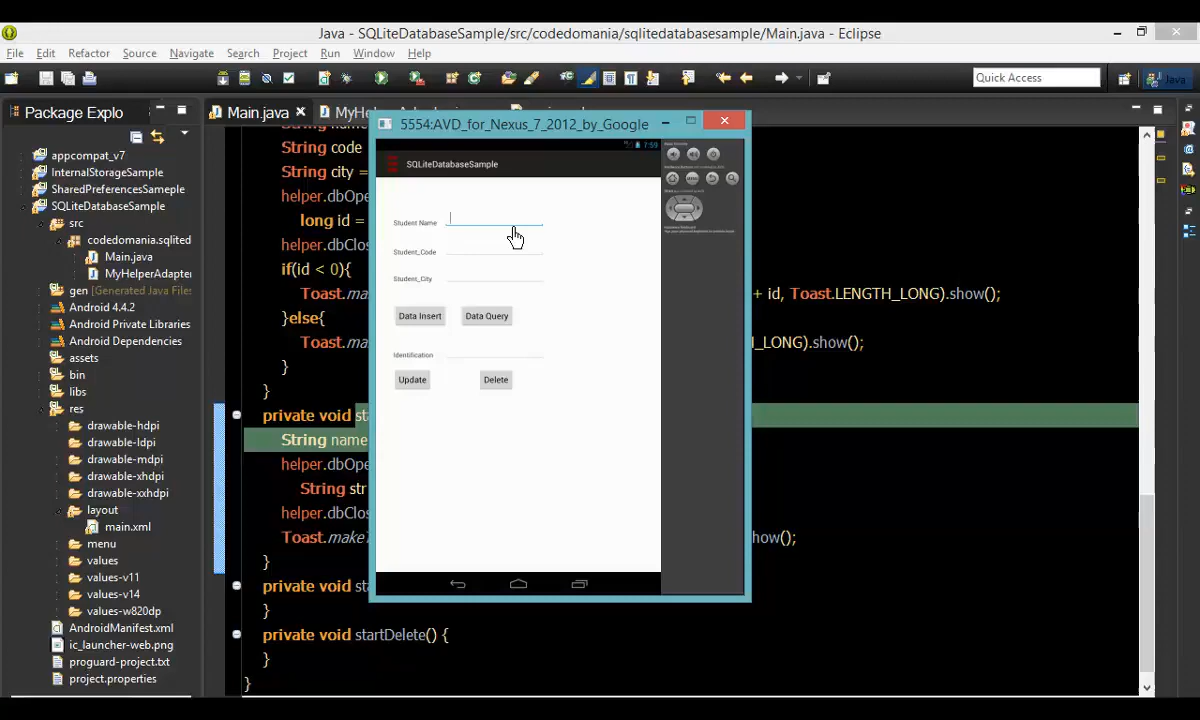 Java - SQLiteDatabaseSample/src/codedomania/sqlitedatabasesample/Main.java - Eclipse
File Edit Refactor Source Navigate Search Project Run Window Help
Quick Access
Java
Package Explo
Main.java
appcompat_v7
InternalStorageSample
SharedPreferencesSameple
SQLiteDatabaseSample
src
codedomania.sqlited
Main.java
MyHelperAdapter
gen [Generated Java Files
Android 4.4.2
Android Private Libraries
Android Dependencies
assets
bin
libs
res
drawable-hdpi
drawable-ldpi
drawable-mdpi
drawable-xhdpi
drawable-xxhdpi
layout
main.xml
menu
values
values-v11
values-v14
values-w820dp
AndroidManifest.xml
ic_launcher-web.png
proguard-project.txt
project.properties
String code
String city =
helper.dbOpe
long id =
helper.dbClo
if(id < 0){
Toast.ma
+ id, Toast.LENGTH_LONG).show();
}else{
Toast.ma
H_LONG).show();
}
}
private void sta
String name
helper.dbOpe
String str
helper.dbClos
Toast.make
how();
}
private void sta
}
private void startDelete() {
}
}
5554:AVD_for_Nexus_7_2012_by_Google
7:59
SQLiteDatabaseSample
Student Name
Student_Code
Student_City
Data Insert Data Query
Identification
Update Delete